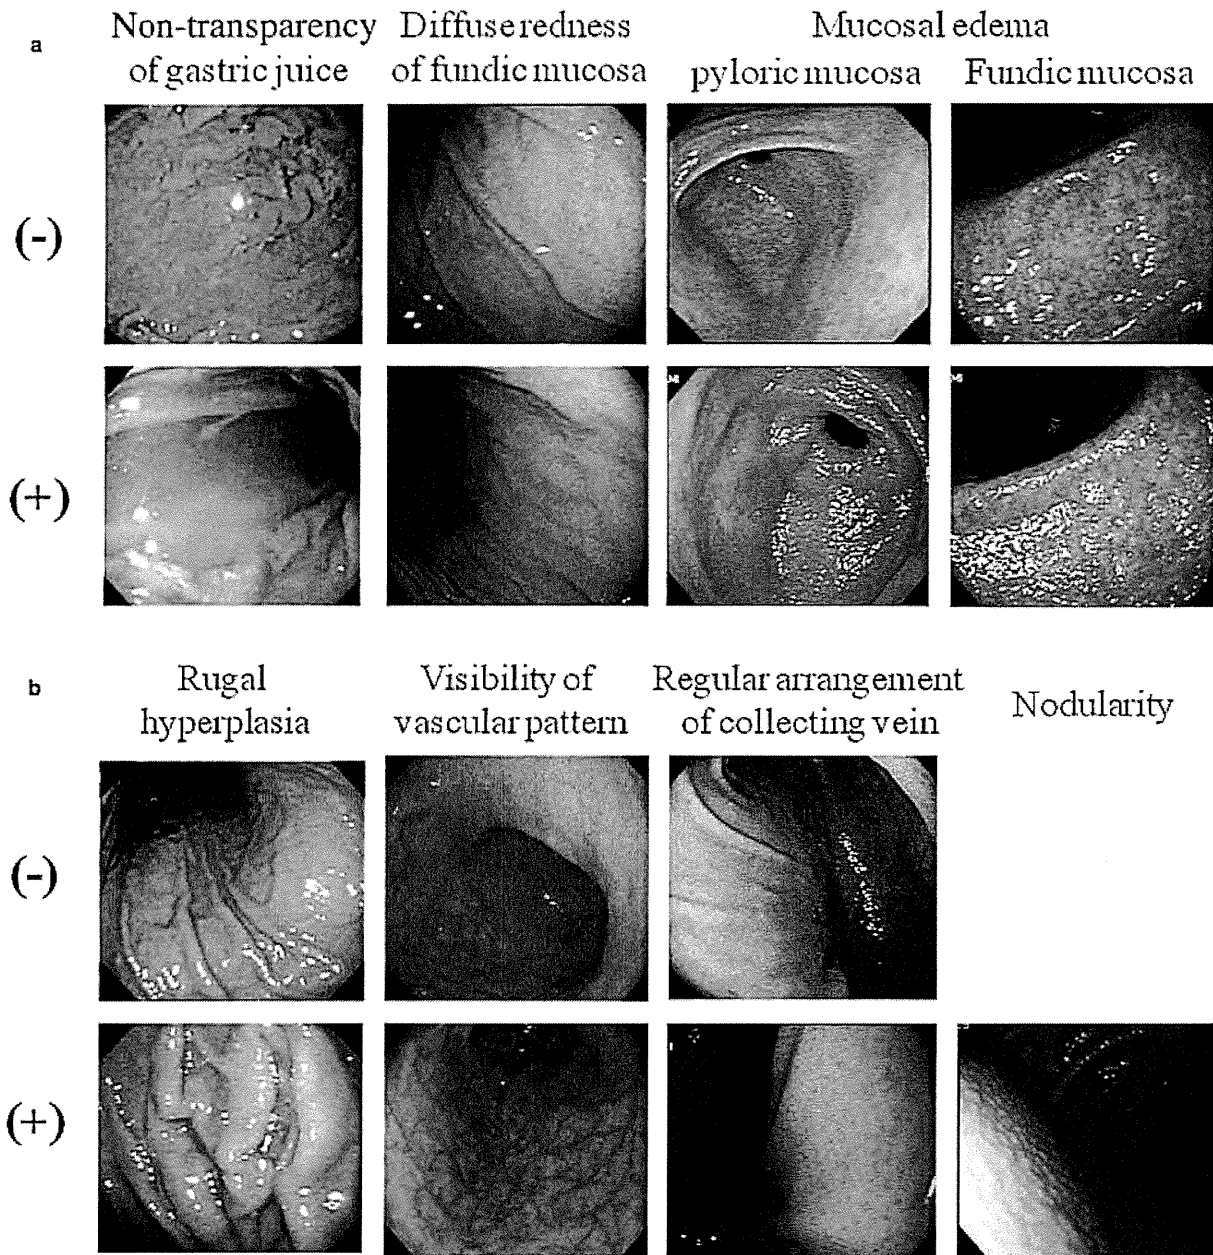 a
Non-transparency
of gastric juice
Diffuse redness
of fundic mucosa
Mucosal edema
pyloric mucosa
Fundic mucosa
(-)
(+)
b
Rugal
hyperplasia
Visibility of
vascular pattern
Regular arrangement
of collecting vein
Nodularity
(-)
(+)